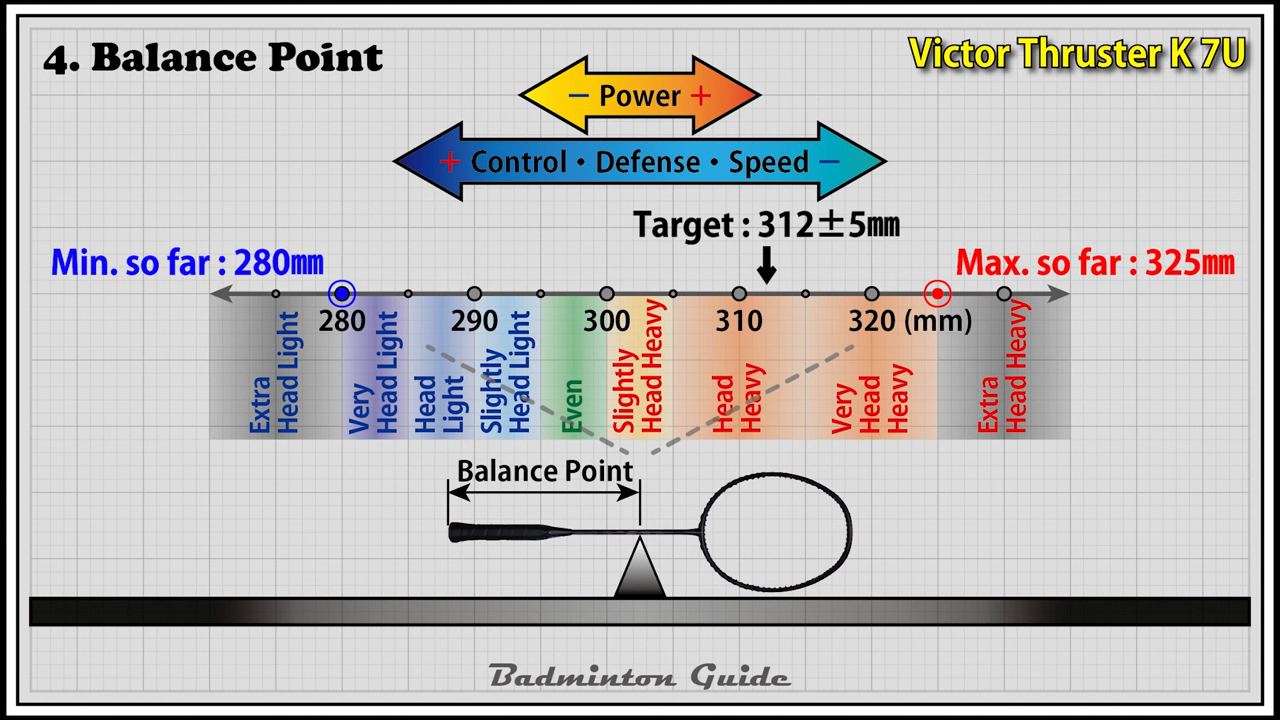 4. Balance Point
Victor Thruster K 7U
− Power +
+ Control・Defense・Speed −
Target : 312±5㎜
Min. so far : 280㎜
Max. so far : 325㎜
280 290 300 310 320 (mm)
Extra
Head Light
Very
Head Light
Head
Light
Slightly
Head Light
Even
Slightly
Head Heavy
Head
Heavy
Very
Head
Heavy
Extra
Head Heavy
Balance Point
Badminton Guide